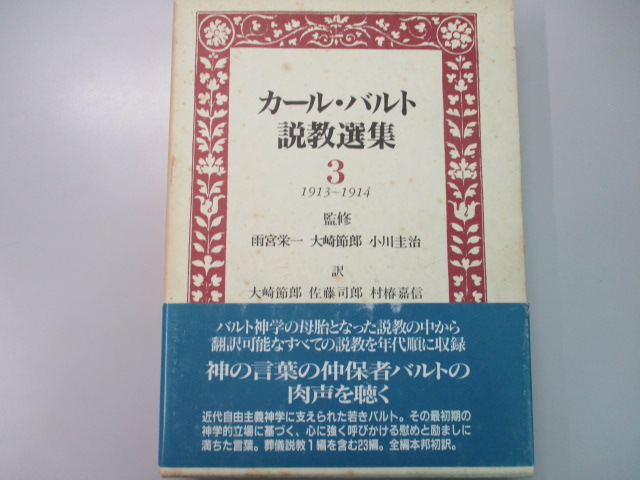 カール・バルト
説教選集
3
1913~1914
監修
雨宮栄一 大崎節郎 小川圭治
訳
大崎節郎 佐藤司郎 村椿嘉信
バルト神学の母胎となった説教の中から
翻訳可能なすべての説教を年代順に収録
神の言葉の仲保者バルトの
肉声を聴く
近代自由主義神学に支えられた若きバルト。その最初期の
神学的立場に基づく、心に強く呼びかける慰めと励ましに
満ちた言葉。葬儀説教1編を含む23編。全編本邦初訳。